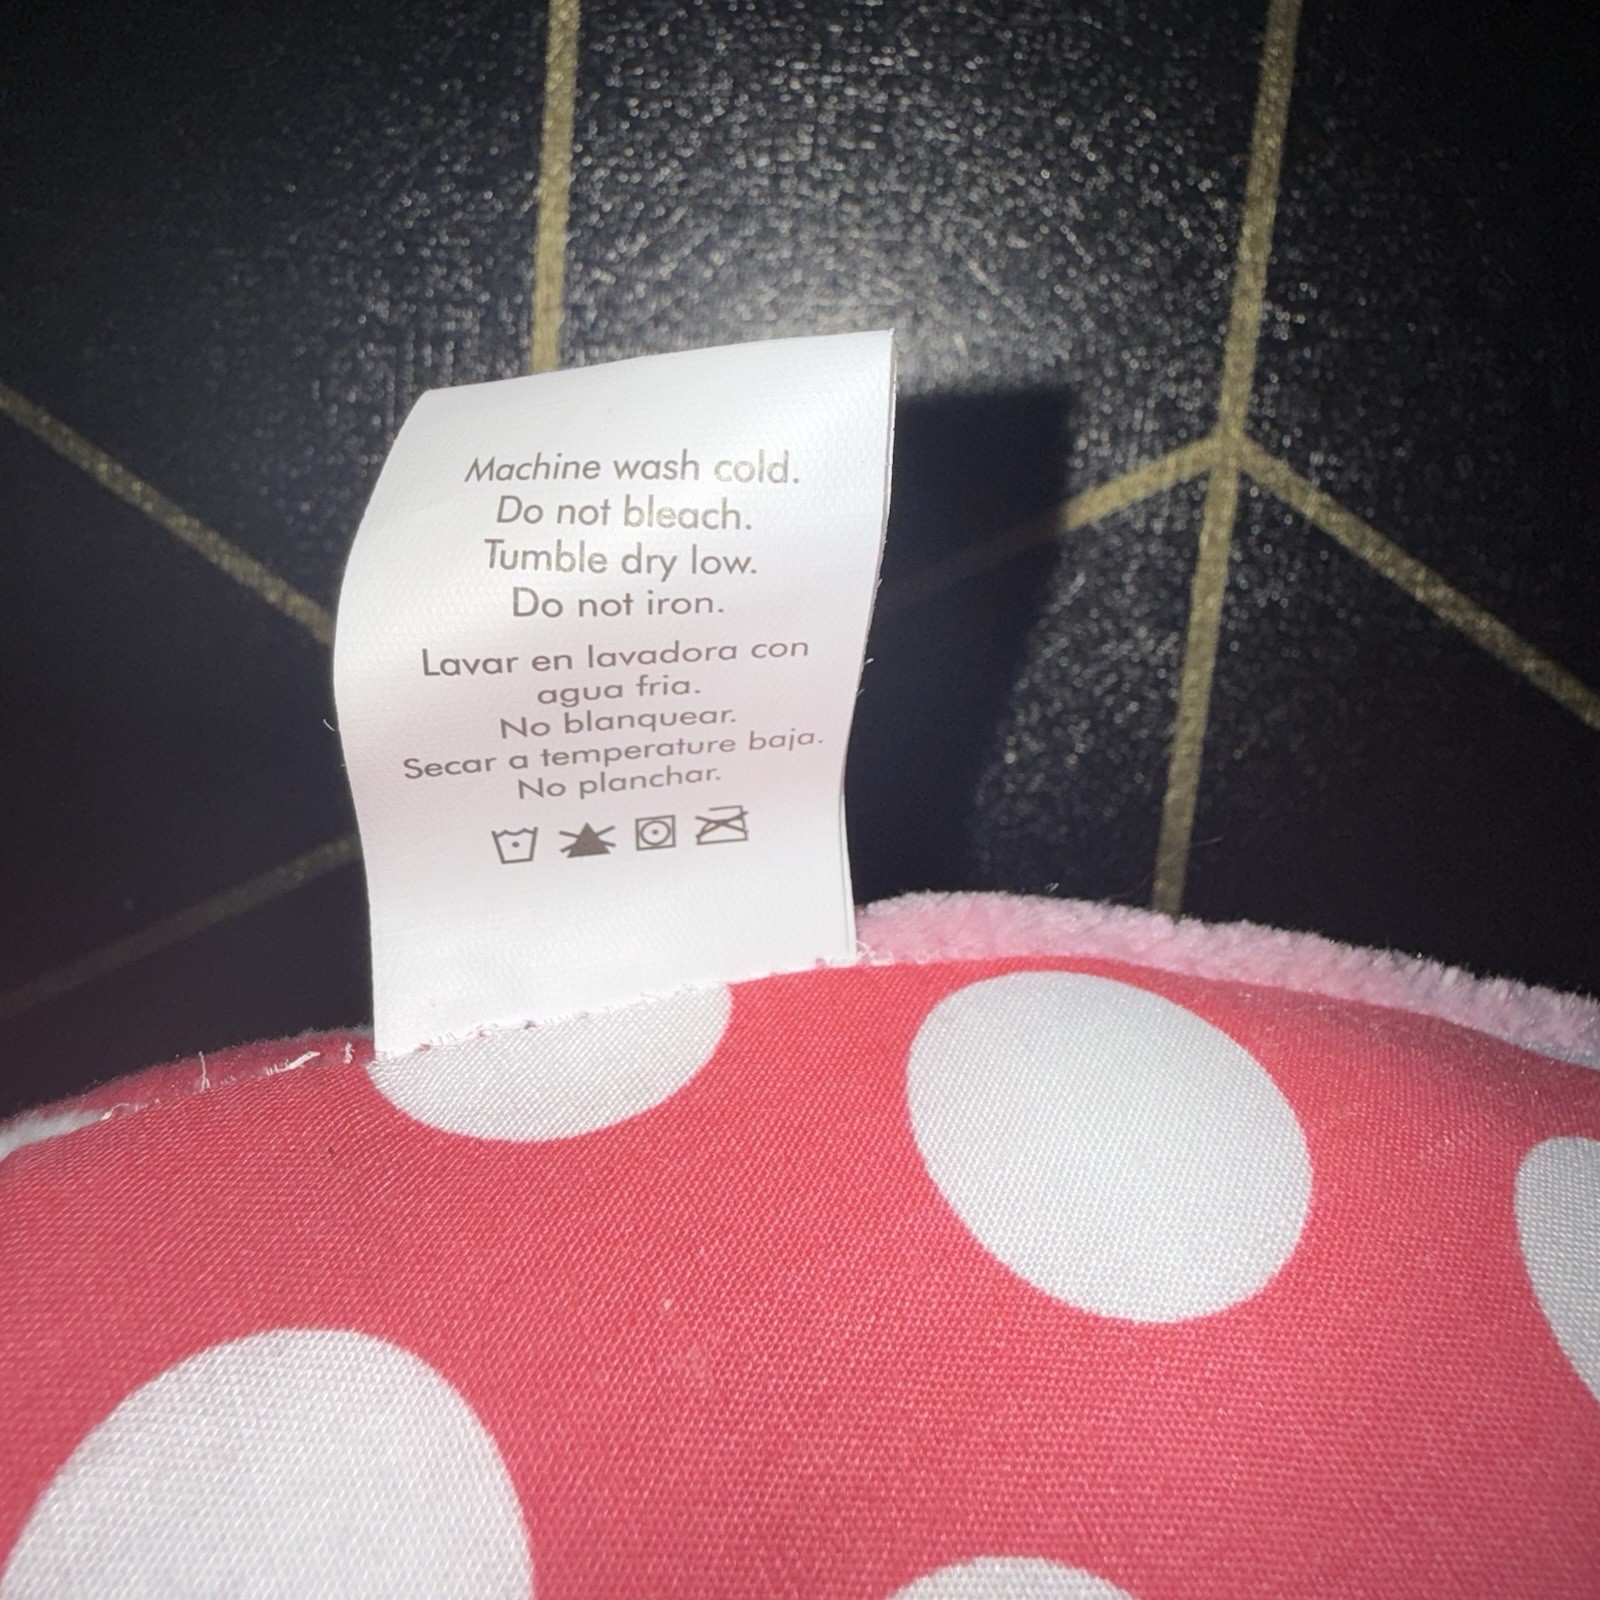 Machine wash cold.
Do not bleach.
Tumble dry low.
Do not iron.
Lavar en lavadora con
agua fria.
No blanquear.
Secar a temperature baja.
No planchar.